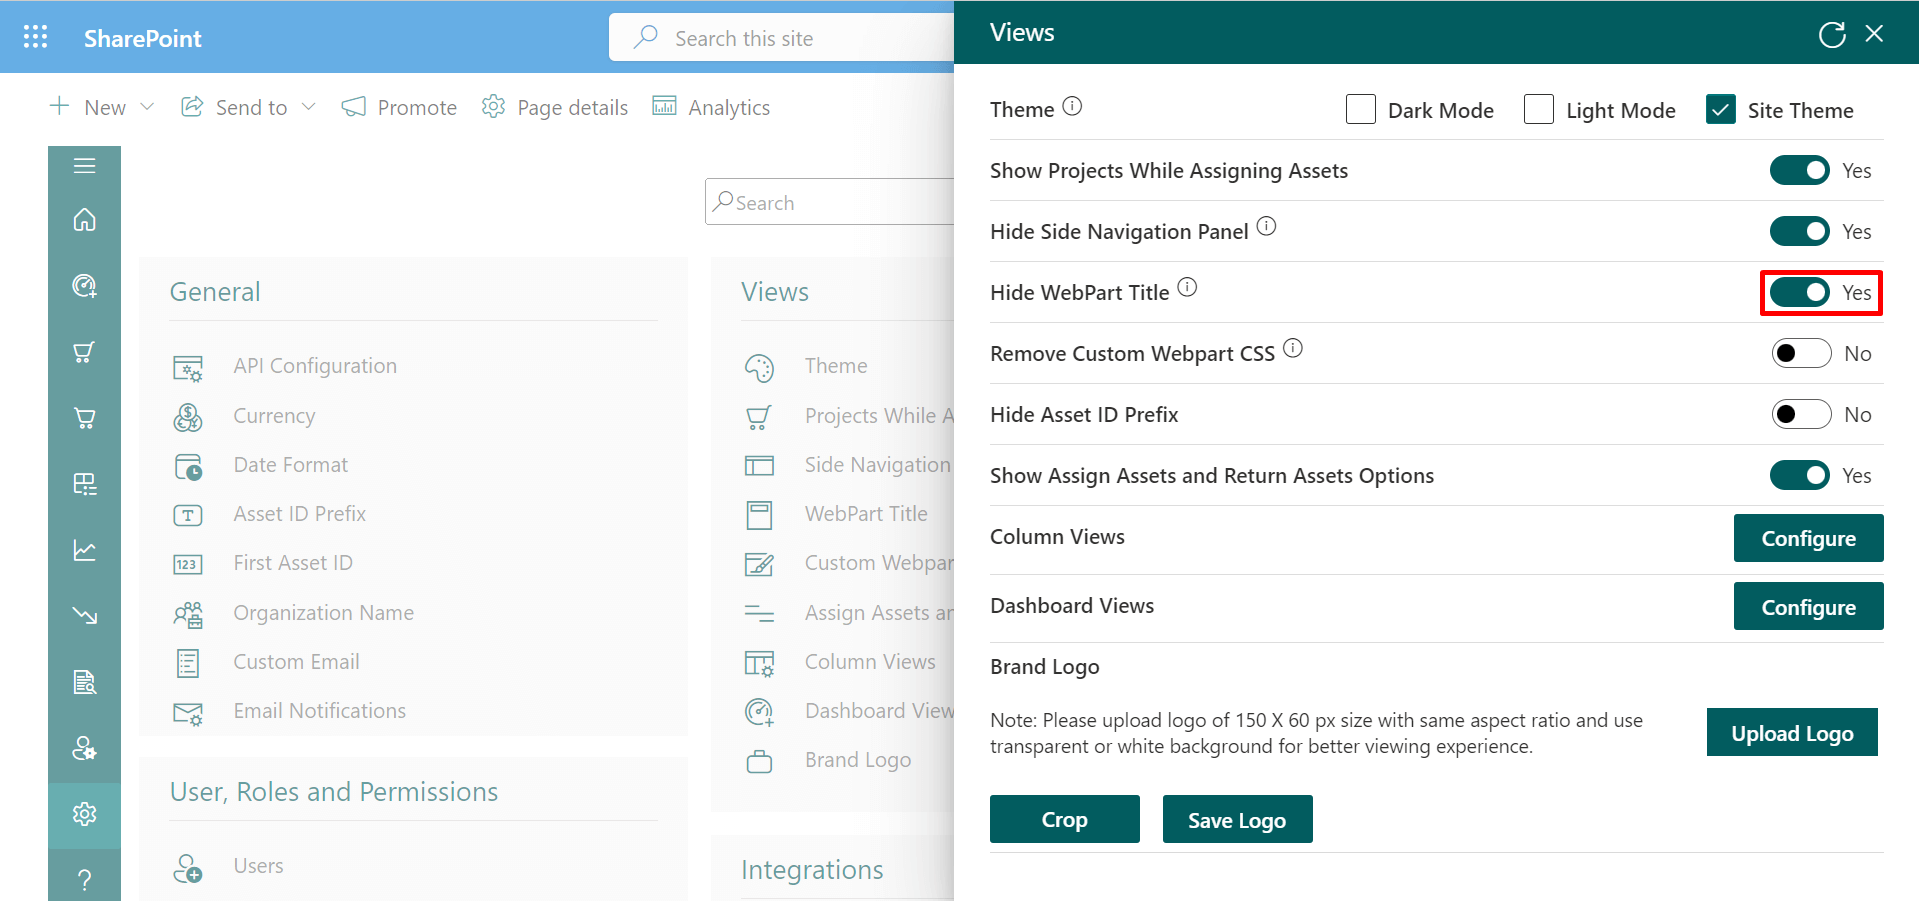 SharePoint
Search this site
New
Send to
Promote
Page details
Analytics
Search
General
API Configuration
Currency
Date Format
Asset ID Prefix
First Asset ID
123
Organization Name
Custom Email
Email Notifications
User, Roles and Permissions
Users
Views
Theme
Projects While A
Side Navigation
WebPart Title
Custom Webpar
Assign Assets ar
Column Views
Dashboard View
Brand Logo
Integrations
Views
Theme
Dark Mode
Light Mode
Site Theme
Show Projects While Assigning Assets
Yes
Hide Side Navigation Panel
Yes
Hide WebPart Title
Yes
Remove Custom Webpart CSS
No
Hide Asset ID Prefix
No
Show Assign Assets and Return Assets Options
Yes
Column Views
Configure
Dashboard Views
Configure
Brand Logo
Note: Please upload logo of 150 X 60 px size with same aspect ratio and use
transparent or white background for better viewing experience.
Upload Logo
Crop
Save Logo